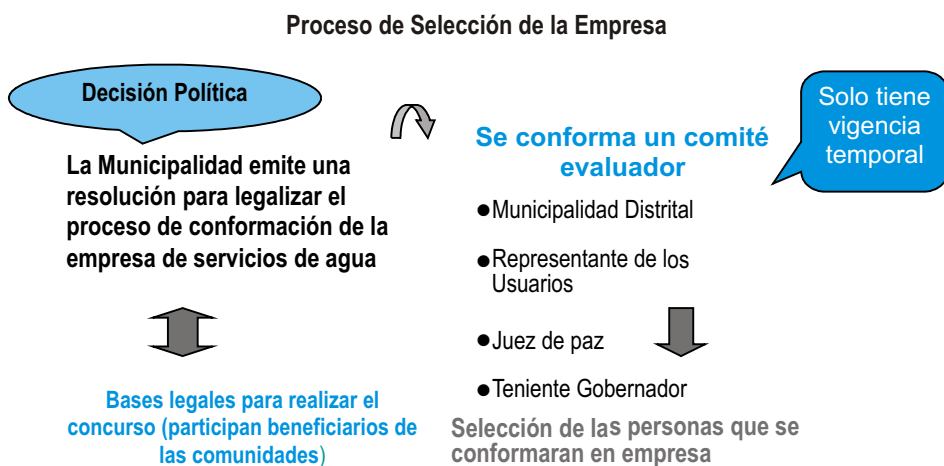 Proceso de Selección de la Empresa
Decisión Política
La Municipalidad emite una
resolución para legalizar el
proceso de conformación de la
empresa de servicios de agua
Bases legales para realizar el
concurso (participan beneficiarios de
las comunidades)
Se conforma un comité
evaluador
Solo tiene
vigencia
temporal
●Municipalidad Distrital
●Representante de los
Usuarios
●Juez de paz
●Teniente Gobernador
Selección de las personas que se
conformaran en empresa